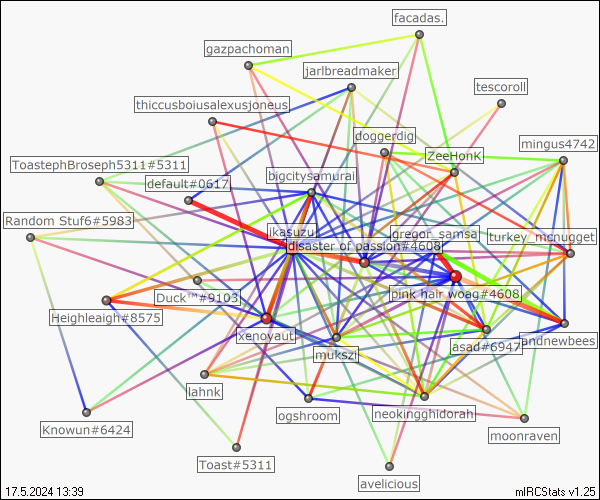 facadas.
gazpachoman
jarlbreadmaker
tescoroll
thiccusboiusalexusjoneus
doggerdig
mingus4742
ZeeHonk
ToastephBroseph5311#5311
bigcitysamurai
default#0617
Random Stuf6#5983
ikasuzu
gregor_samsa
turkey_mcnugget
disaster of passion#4608
Duck™#9103
pink hair woag#4608
Heighleaigh#8575
xenoyaut
andnewbees
asad#6947
mukszi
lahnk
ogshroom
neokingghidorah
Knowun#6424
moonraven
Toast#5311
avelicious
17.5.2024 13:39
mIRCStats v1.25